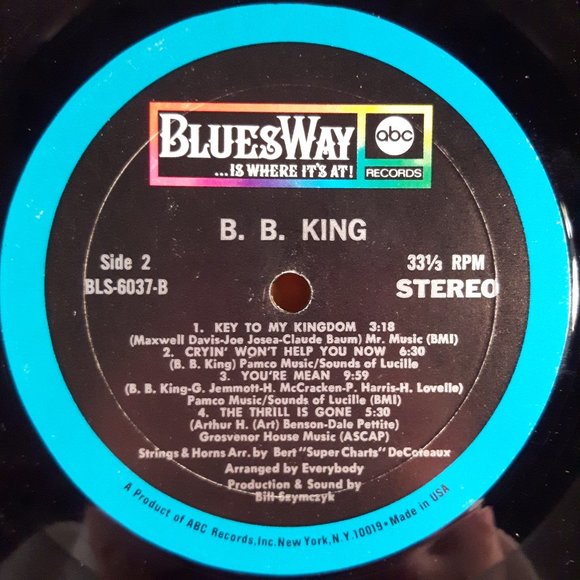 BLUESWAY
...IS WHERE IT'S AT!
abc
RECORDS
B. B. KING
Side 2
33⅓ RPM
BLS-6037-B
STEREO
1. KEY TO MY KINGDOM 3:18
(Maxwell Davis-Joe Josea-Claude Baum) Mr. Music (BMI)
2. CRYIN' WON'T HELP YOU NOW 6:30
(B. B. King) Pamco Music/Sounds of Lucille
3. YOU'RE MEAN 9:59
(B. B. King-G. Jemmott-H. McCracken-P. Harris-H. Lovelle)
Pamco Music/Sounds of Lucille (BMI)
4. THE THRILL IS GONE 5:30
(Arthur H. (Art) Benson-Dale Pettite)
Grosvenor House Music (ASCAP)
Strings & Horns Arr. by Bert "Super Charts" DeCoteaux
Arranged by Everybody
Production & Sound by
Bill Szymczyk
A Product of ABC Records, Inc. New York, N.Y. 10019 • Made in USA